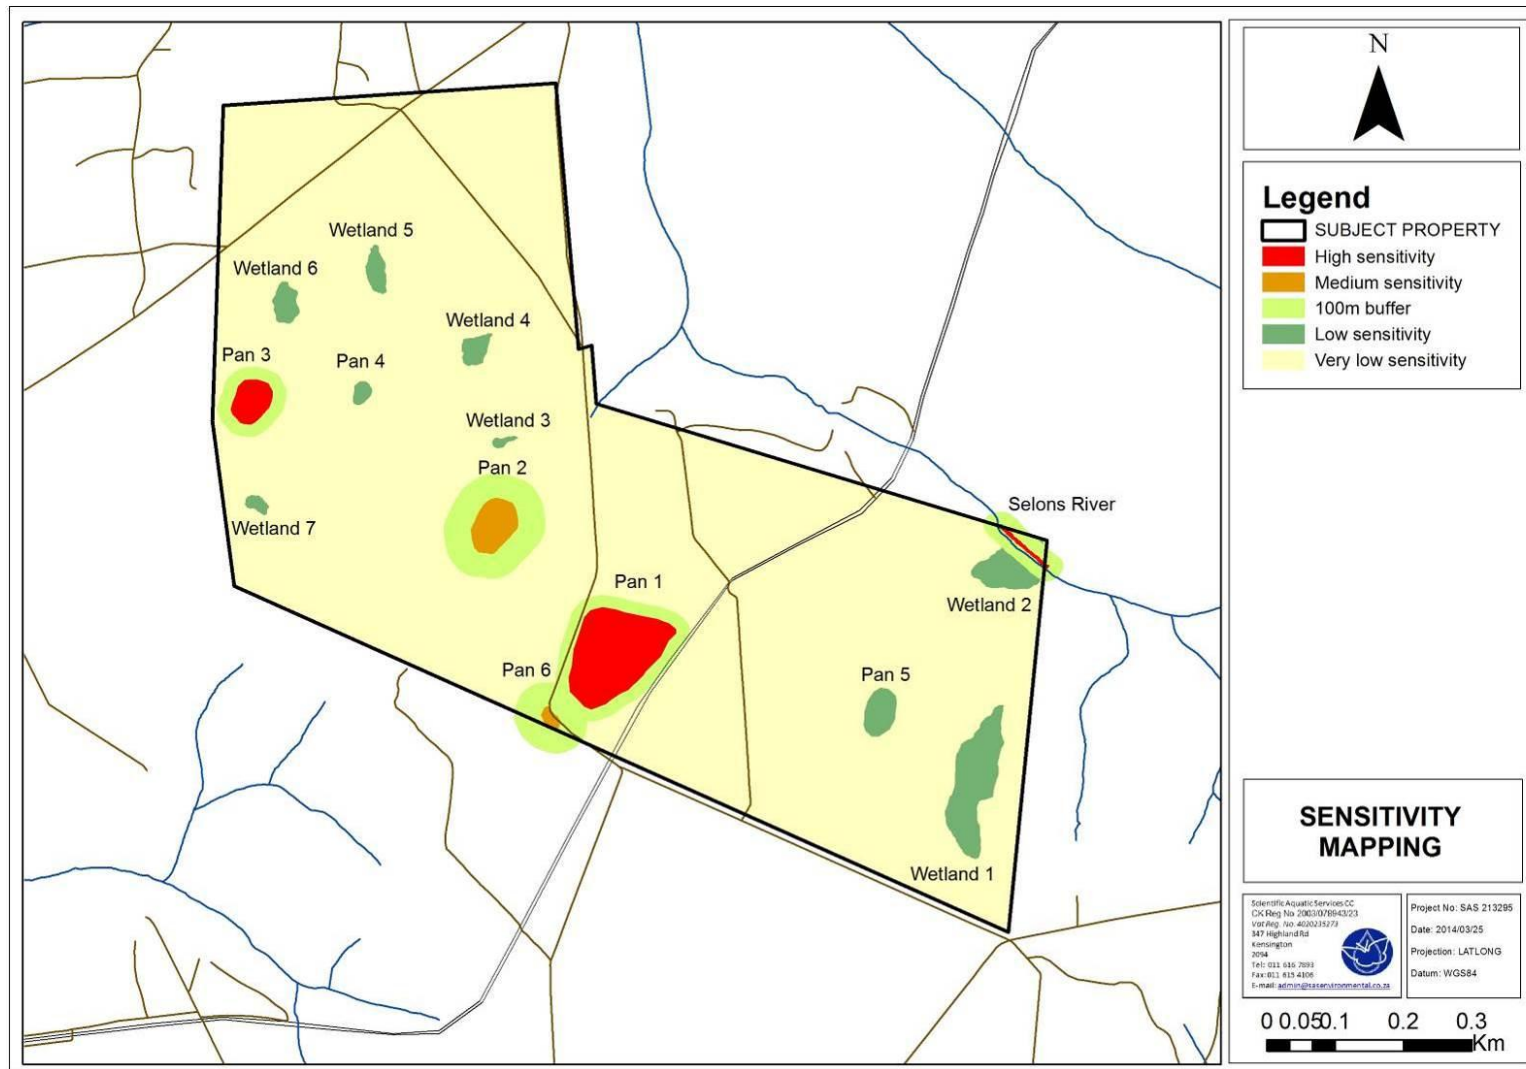 Wetland 5
Wetland 6
Wetland 4
Pan 3
Pan 4
Wetland 3
Pan 2
Selons River
Wetland 7
Pan 1
Wetland 2
Pan 6
Pan 5
Wetland 1
N
Legend
SUBJECT PROPERTY
High sensitivity
Medium sensitivity
100m buffer
Low sensitivity
Very low sensitivity
SENSITIVITY
MAPPING
Scientific Aquatic Services CC
CK Reg No 2003/078943/23
Vat Reg. No. 4020235273
347 Highland Rd
Kensington
2094
Tel: 011 616 7893
Fax: 011 615 4106
E-mail: admin@sasenvironmental.co.za
Project No: SAS 213295
Date: 2014/03/25
Projection: LATLONG
Datum: WGS84
0 0.05 0.1 0.2 0.3
Km